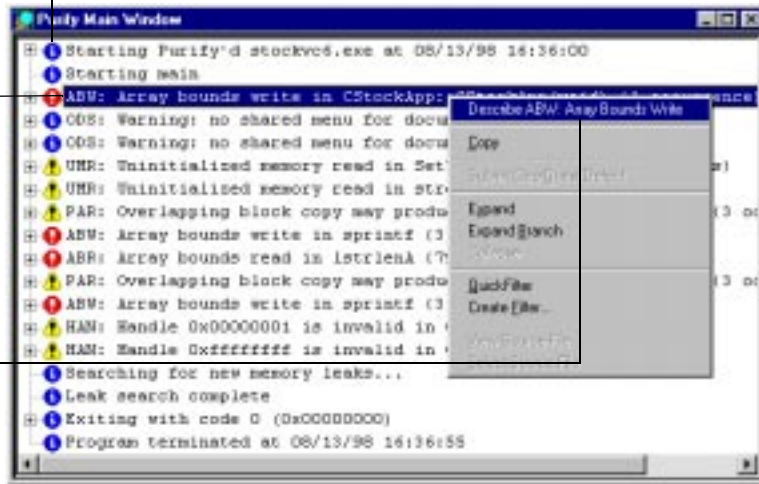 Purify Main Window
Starting Purify'd stockvc6.exe at 08/13/98 16:36:00
Starting main
ABW: Array bounds write in CStockApp:
ODS: Warning: no shared menu for docu
ODS: Warning: no shared menu for docu
UMR: Uninitialized memory read in Set
UMR: Uninitialized memory read in str
PAR: Overlapping block copy may produ
(3 oc
ABW: Array bounds write in sprintf (3
ABR: Array bounds read in lstrlenA (7
PAR: Overlapping block copy may produ
(3 oc
ABW: Array bounds write in sprintf (3
HAN: Handle 0x00000001 is invalid in
HAN: Handle 0xffffffff is invalid in
Searching for new memory leaks...
Leak search complete
Exiting with code 0 (0x00000000)
Program terminated at 08/13/98 16:36:55
Describe ABW: Array Bounds Write
Copy
Expand
Expand Branch
Collapse
QuickFilter
Create Filter...